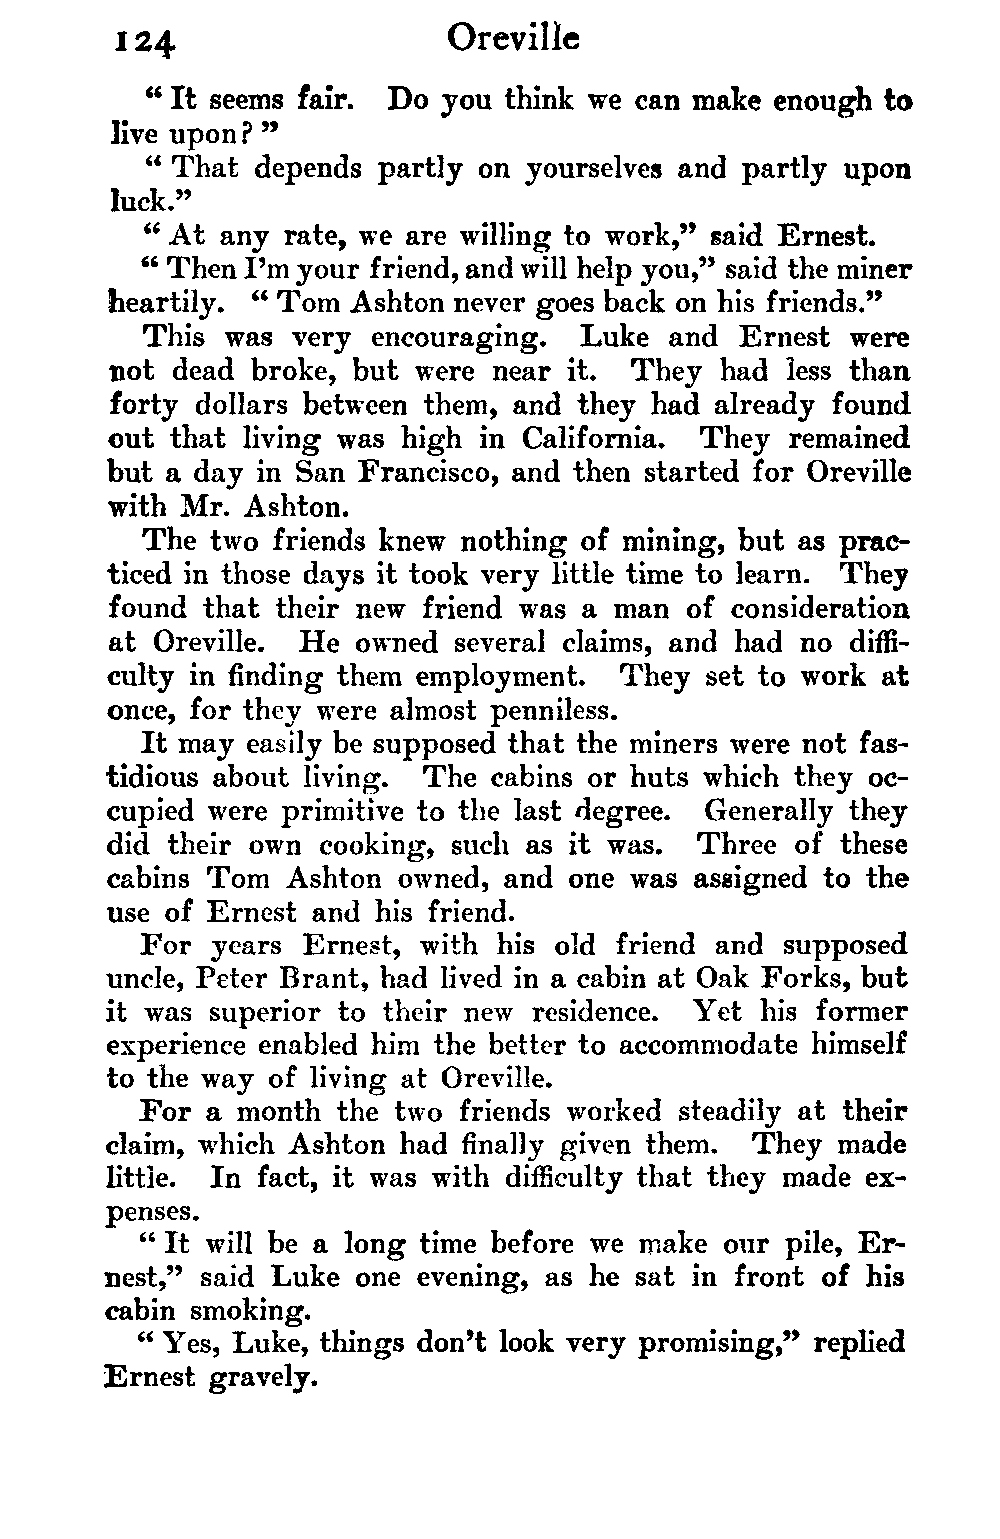 124 Oreville
“ It seems fair. Do you think we can make enough to
live upon? ”
“ That depends partly on yourselves and partly upon
luck.”
“ At any rate, we are willing to work,” said Ernest.
“ Then I’m your friend, and will help you,” said the miner
heartily. “ Tom Ashton never goes back on his friends.”
This was very encouraging. Luke and Ernest were
not dead broke, but were near it. They had less than
forty dollars between them, and they had already found
out that living was high in California. They remained
but a day in San Francisco, and then started for Oreville
with Mr. Ashton.
The two friends knew nothing of mining, but as prac-
ticed in those days it took very little time to learn. They
found that their new friend was a man of consideration
at Oreville. He owned several claims, and had no diffi-
culty in finding them employment. They set to work at
once, for they were almost penniless.
It may easily be supposed that the miners were not fas-
tidious about living. The cabins or huts which they oc-
cupied were primitive to the last degree. Generally they
did their own cooking, such as it was. Three of these
cabins Tom Ashton owned, and one was assigned to the
use of Ernest and his friend.
For years Ernest, with his old friend and supposed
uncle, Peter Brant, had lived in a cabin at Oak Forks, but
it was superior to their new residence. Yet his former
experience enabled him the better to accommodate himself
to the way of living at Oreville.
For a month the two friends worked steadily at their
claim, which Ashton had finally given them. They made
little. In fact, it was with difficulty that they made ex-
penses.
“ It will be a long time before we make our pile, Er-
nest,” said Luke one evening, as he sat in front of his
cabin smoking.
“ Yes, Luke, things don’t look very promising,” replied
Ernest gravely.